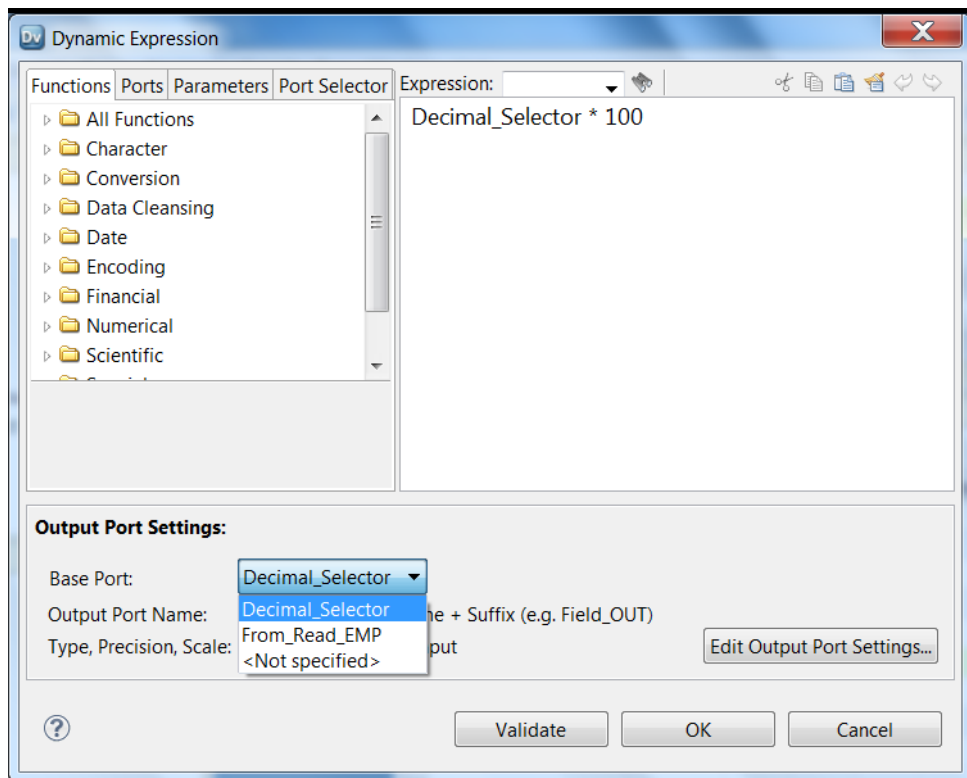 Dv Dynamic Expression
X
Functions Ports Parameters Port Selector
Expression:
All Functions
Character
Conversion
Data Cleansing
Date
Encoding
Financial
Numerical
Scientific
Decimal_Selector * 100
Output Port Settings:
Base Port: Decimal_Selector
Decimal_Selector
From_Read_EMP
<Not specified>
Output Port Name: + Suffix (e.g. Field_OUT)
Type, Precision, Scale:
Edit Output Port Settings...
?
Validate OK Cancel